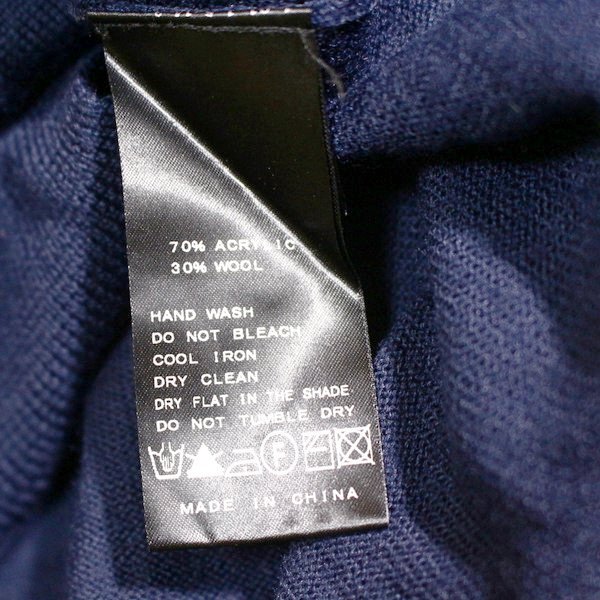 70% ACRYLIC
30% WOOL
HAND WASH
DO NOT BLEACH
COOL IRON
DRY CLEAN
DRY FLAT IN THE SHADE
DO NOT TUMBLE DRY
F
MADE IN CHINA